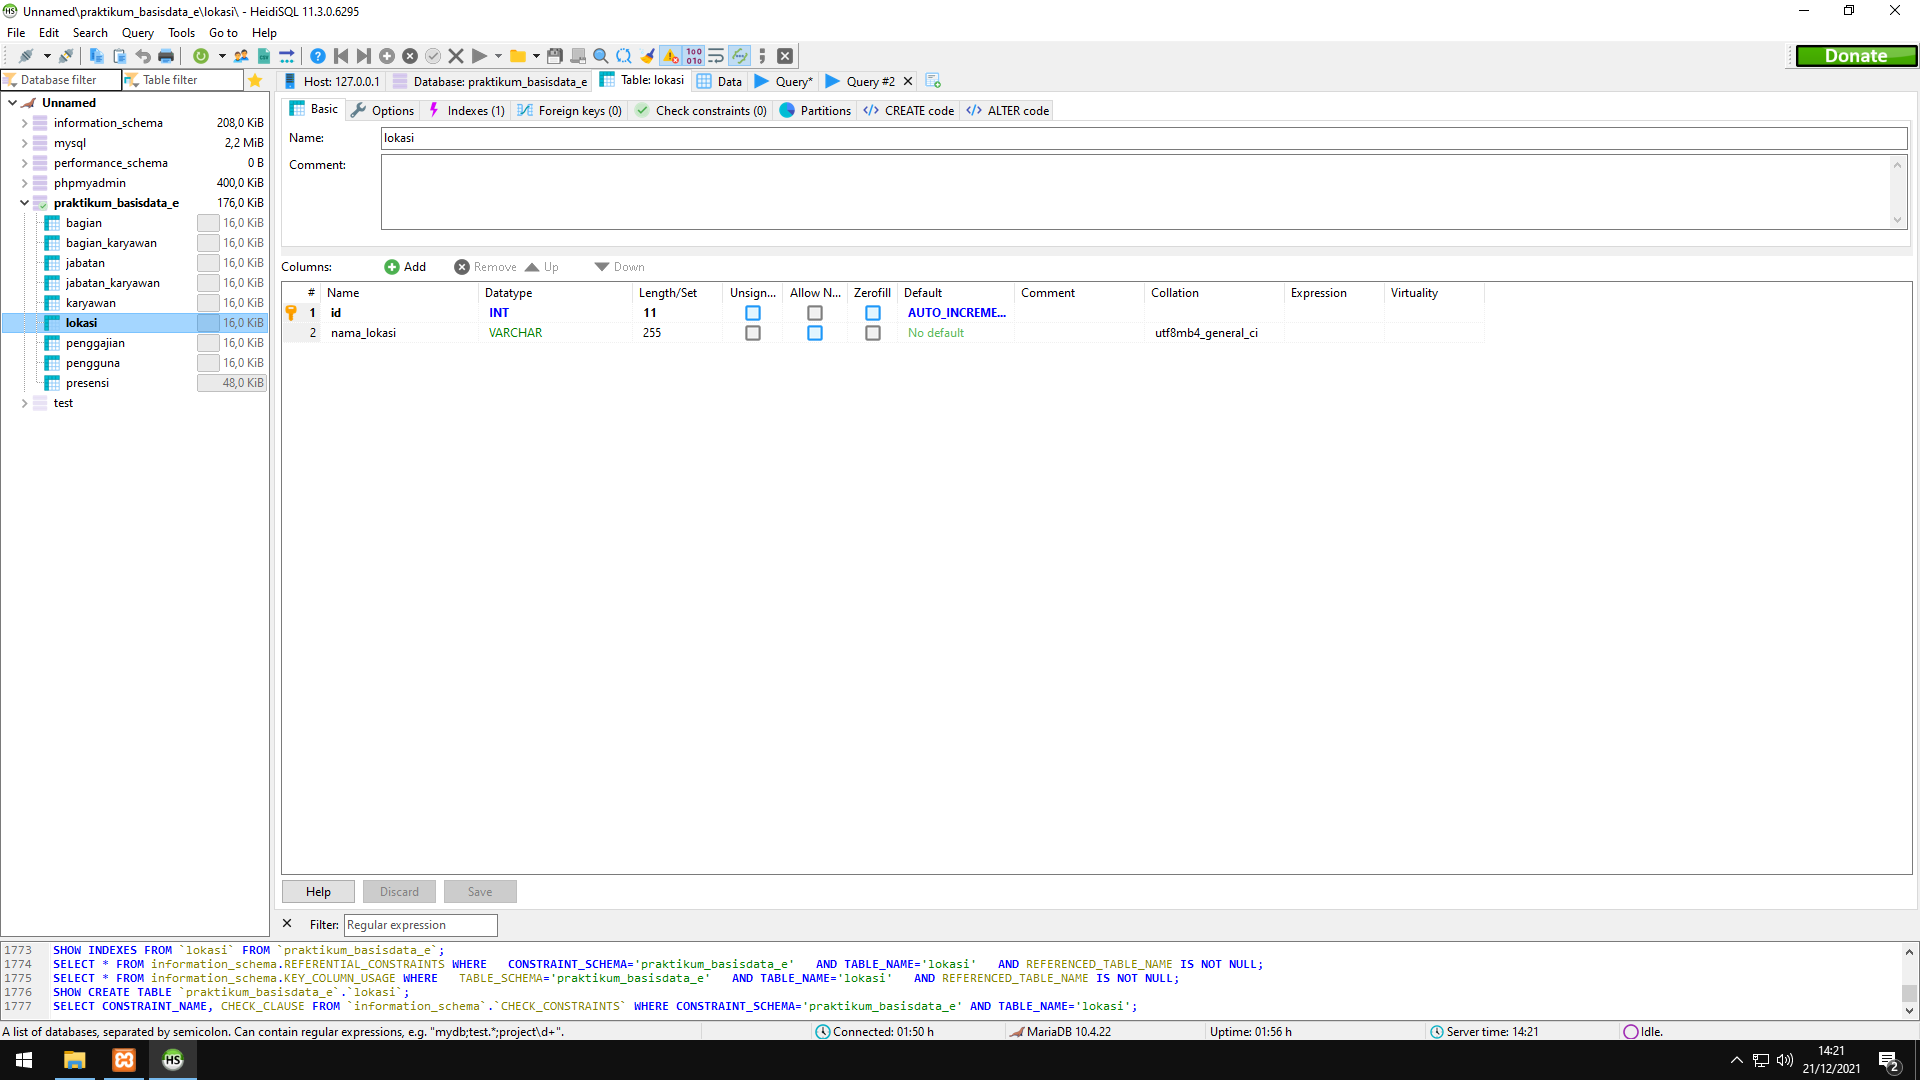 Unnamed\praktikum_basisdata_e\lokasi\ - HeidiSQL 11.3.0.6295
File Edit Search Query Tools Go to Help
Donate
Database filter Table filter
Host: 127.0.0.1 Database: praktikum_basisdata_e Table: lokasi Data Query* Query #2
Unnamed
information_schema 208,0 KiB
mysql 2,2 MiB
performance_schema 0 B
phpmyadmin 400,0 KiB
praktikum_basisdata_e 176,0 KiB
bagian 16,0 KiB
bagian_karyawan 16,0 KiB
jabatan 16,0 KiB
jabatan_karyawan 16,0 KiB
karyawan 16,0 KiB
lokasi 16,0 KiB
penggajian 16,0 KiB
pengguna 16,0 KiB
presensi 48,0 KiB
test
Basic Options Indexes (1) Foreign keys (0) Check constraints (0) Partitions CREATE code ALTER code
Name: lokasi
Comment:
Columns: Add Remove Up Down
# Name Datatype Length/Set Unsign... Allow N... Zerofill Default Comment Collation Expression Virtuality
1 id INT 11 AUTO_INCREME...
2 nama_lokasi VARCHAR 255 No default utf8mb4_general_ci
Help Discard Save
Filter: Regular expression
1773 SHOW INDEXES FROM `lokasi` FROM `praktikum_basisdata_e`;
1774 SELECT * FROM information_schema.REFERENTIAL_CONSTRAINTS WHERE CONSTRAINT_SCHEMA='praktikum_basisdata_e' AND TABLE_NAME='lokasi' AND REFERENCED_TABLE_NAME IS NOT NULL;
1775 SELECT * FROM information_schema.KEY_COLUMN_USAGE WHERE TABLE_SCHEMA='praktikum_basisdata_e' AND TABLE_NAME='lokasi' AND REFERENCED_TABLE_NAME IS NOT NULL;
1776 SHOW CREATE TABLE `praktikum_basisdata_e`.`lokasi`;
1777 SELECT CONSTRAINT_NAME, CHECK_CLAUSE FROM `information_schema`.`CHECK_CONSTRAINTS` WHERE CONSTRAINT_SCHEMA='praktikum_basisdata_e' AND TABLE_NAME='lokasi';
A list of databases, separated by semicolon. Can contain regular expressions, e.g. "mydb;test.*;project\d+". Connected: 01:50 h MariaDB 10.4.22 Uptime: 01:56 h Server time: 14:21 Idle.
HS
14:21
21/12/2021
2